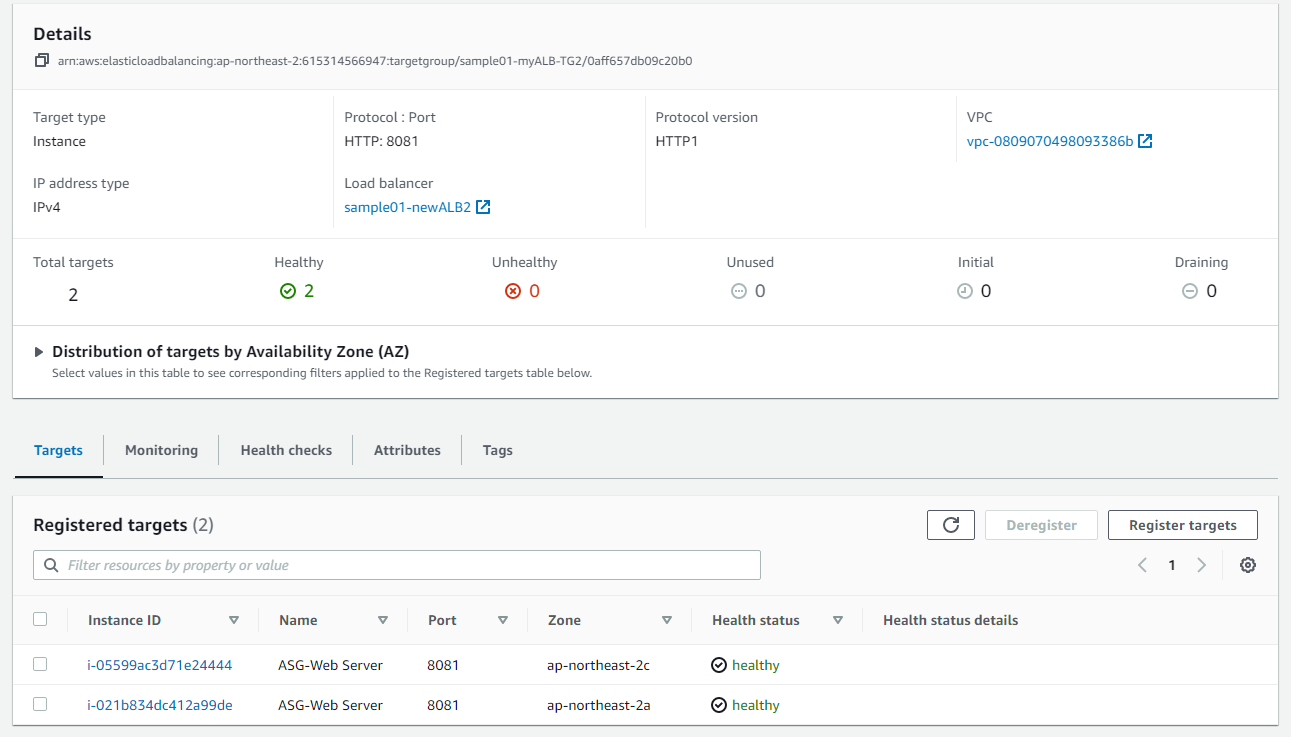 Details
arn:aws:elasticloadbalancing:ap-northeast-2:615314566947:targetgroup/sample01-myALB-TG2/0aff657db09c20b0
Target type
Instance
Protocol : Port
HTTP: 8081
Protocol version
HTTP1
VPC
vpc-0809070498093386b
IP address type
IPv4
Load balancer
sample01-newALB2
Total targets
2
Healthy
2
Unhealthy
0
Unused
0
Initial
0
Draining
0
Distribution of targets by Availability Zone (AZ)
Select values in this table to see corresponding filters applied to the Registered targets table below.
Targets Monitoring Health checks Attributes Tags
Registered targets (2)
Deregister Register targets
Filter resources by property or value
1
Instance ID Name Port Zone Health status Health status details
i-05599ac3d71e24444 ASG-Web Server 8081 ap-northeast-2c healthy
i-021b834dc412a99de ASG-Web Server 8081 ap-northeast-2a healthy